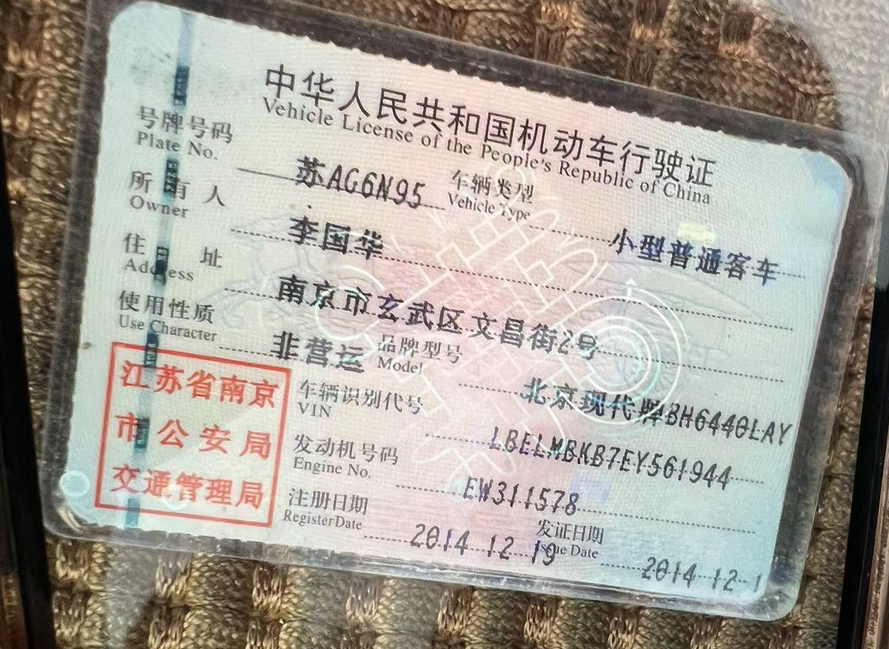 中华人民共和国机动车行驶证
Vehicle License of the People's Republic of China
号牌号码 苏AG6N95 车辆类型 小型普通客车
Plate No. Vehicle Type
所有人 李国华
Owner
住址 南京市玄武区文昌街2号
Address
使用性质 非营运 品牌型号 北京现代牌BH6440LAY
Use Character Model
江苏省南京
市公安局
交通管理局
车辆识别代号 LBELMBKB7EY561944
VIN
发动机号码 EW311578
Engine No.
注册日期 2014-12-19 发证日期 2014-12-1
Register Date Issue Date